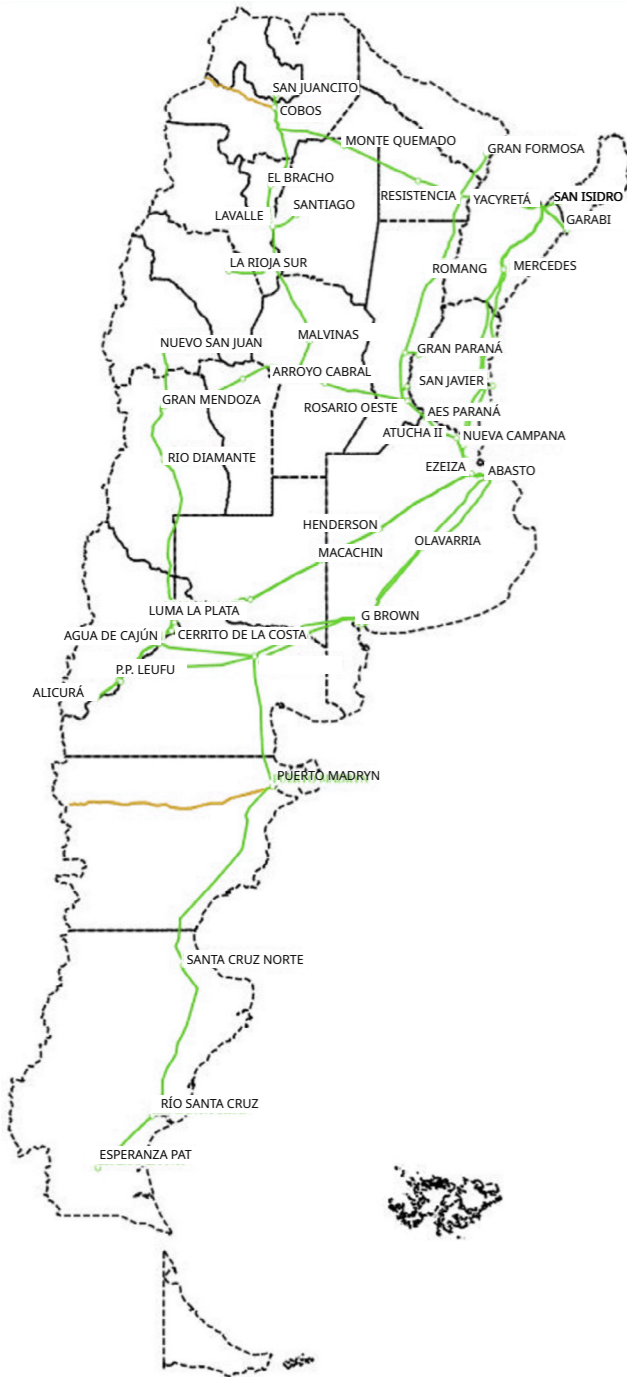 SAN JUANCITO
COBOS
MONTE QUEMADO
GRAN FORMOSA
EL BRACHO
RESISTENCIA
YACYRETÁ
SAN ISIDRO
SANTIAGO
LAVALLE
GARABI
LA RIOJA SUR
ROMANG
MERCEDES
MALVINAS
NUEVO SAN JUAN
GRAN PARANÁ
ARROYO CABRAL
SAN JAVIER
GRAN MENDOZA
ROSARIO OESTE
AES PARANÁ
ATUCHA II
NUEVA CAMPANA
RIO DIAMANTE
EZEIZA
ABASTO
HENDERSON
OLAVARRIA
MACACHIN
LUMA LA PLATA
G BROWN
AGUA DE CAJÚN
CERRITO DE LA COSTA
P.P. LEUFU
ALICURÁ
PUERTO MADRYN
SANTA CRUZ NORTE
RÍO SANTA CRUZ
ESPERANZA PAT